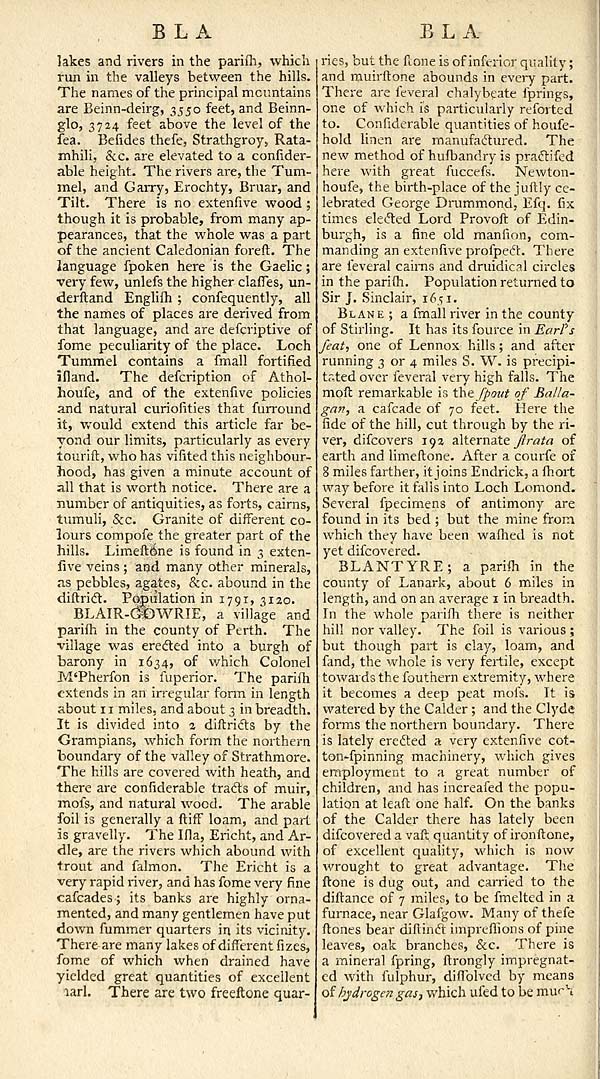 BLA
BLA
lakes and rivers in the pariſh, which
run in the valleys between the hills.
The names of the principal mountains
are Beinn-deirg, 3550 feet, and Beinn-
glo, 3724 feet above the level of the
ſea. Beſides theſe, Strathgroy, Rata-
mhili, &c. are elevated to a conſider-
able height. The rivers are, the Tum-
mel, and Garry, Erochty, Bruar, and
Tilt. There is no extenſive wood;
though it is probable, from many ap-
pearances, that the whole was a part
of the ancient Caledonian foreſt. The
language ſpoken here is the Gaelic;
very few, unleſs the higher claſſes, un-
derſtand Engliſh; conſequently, all
the names of places are derived from
that language, and are deſcriptive of
ſome peculiarity of the place. Loch
Tummel contains a ſmall fortified
iſland. The deſcription of Athol-
houſe, and of the extenſive policies
and natural curioſities that ſurround
it, would extend this article far be-
yond our limits, particularly as every
touriſt, who has viſited this neighbour-
hood, has given a minute account of
all that is worth notice. There are a
number of antiquities, as forts, cairns,
tumuli, &c. Granite of different co-
lours compoſe the greater part of the
hills. Limeſtone is found in 3 exten-
ſive veins; and many other minerals,
as pebbles, agates, &c. abound in the
diſtrict. Population in 1791, 3120.
BLAIR-GOWRIE, a village and
pariſh in the county of Perth. The
village was erected into a burgh of
barony in 1634, of which Colonel
M'Pherſon is ſuperior. The pariſh
extends in an irregular form in length
about 11 miles, and about 3 in breadth.
It is divided into 2 diſtricts by the
Grampians, which form the northern
boundary of the valley of Strathmore.
The hills are covered with heath, and
there are conſiderable tracts of muir,
moſs, and natural wood. The arable
ſoil is generally a ſtiff loam, and part
is gravelly. The Iſla, Ericht, and Ar-
dle, are the rivers which abound with
trout and ſalmon. The Ericht is a
very rapid river, and has ſome very fine
caſcades; its banks are highly orna-
mented, and many gentlemen have put
down ſummer quarters in its vicinity.
There are many lakes of different ſizes,
ſome of which when drained have
yielded great quantities of excellent
marl. There are two freeſtone quar-
ries, but the ſtone is of inferior quality;
and muirſtone abounds in every part.
There are ſeveral chalybeate ſprings,
one of which is particularly reſorted
to. Conſiderable quantities of houſe-
hold linen are manufactured. The
new method of huſbandry is practiſed
here with great ſucceſs. Newton-
houſe, the birth-place of the juſtly ce-
lebrated George Drummond, Eſq. ſix
times elected Lord Provoſt of Edin-
burgh, is a fine old manſion, com-
manding an extenſive proſpect. There
are ſeveral cairns and druidical circles
in the pariſh. Population returned to
Sir J. Sinclair, 1651.
BLANE; a ſmall river in the county
of Stirling. It has its ſource in Earl's
ſeat, one of Lennox hills; and after
running 3 or 4 miles S. W. is precipi-
tated over ſeveral very high falls. The
moſt remarkable is the ſpout of Balla-
gan, a caſcade of 70 feet. Here the
ſide of the hill, cut through by the ri-
ver, diſcovers 192 alternate ſtrata of
earth and limeſtone. After a courſe of
8 miles farther, it joins Endrick, a ſhort
way before it falls into Loch Lomond.
Several ſpecimens of antimony are
found in its bed; but the mine from
which they have been waſhed is not
yet diſcovered.
BLANTYRE; a pariſh in the
county of Lanark, about 6 miles in
length, and on an average 1 in breadth.
In the whole pariſh there is neither
hill nor valley. The ſoil is various;
but though part is clay, loam, and
ſand, the whole is very fertile, except
towards the ſouthern extremity, where
it becomes a deep peat moſs. It is
watered by the Calder; and the Clyde
forms the northern boundary. There
is lately erected a very extenſive cot-
ton-ſpinning machinery, which gives
employment to a great number of
children, and has increaſed the popu-
lation at leaſt one half. On the banks
of the Calder there has lately been
diſcovered a vaſt quantity of ironſtone,
of excellent quality, which is now
wrought to great advantage. The
ſtone is dug out, and carried to the
diſtance of 7 miles, to be ſmelted in a
furnace, near Glaſgow. Many of theſe
ſtones bear diſtinct impreſſions of pine
leaves, oak branches, &c. There is
a mineral ſpring, ſtrongly impregnat-
ed with ſulphur, diſſolved by means
of hydrogen gas, which uſed to be much